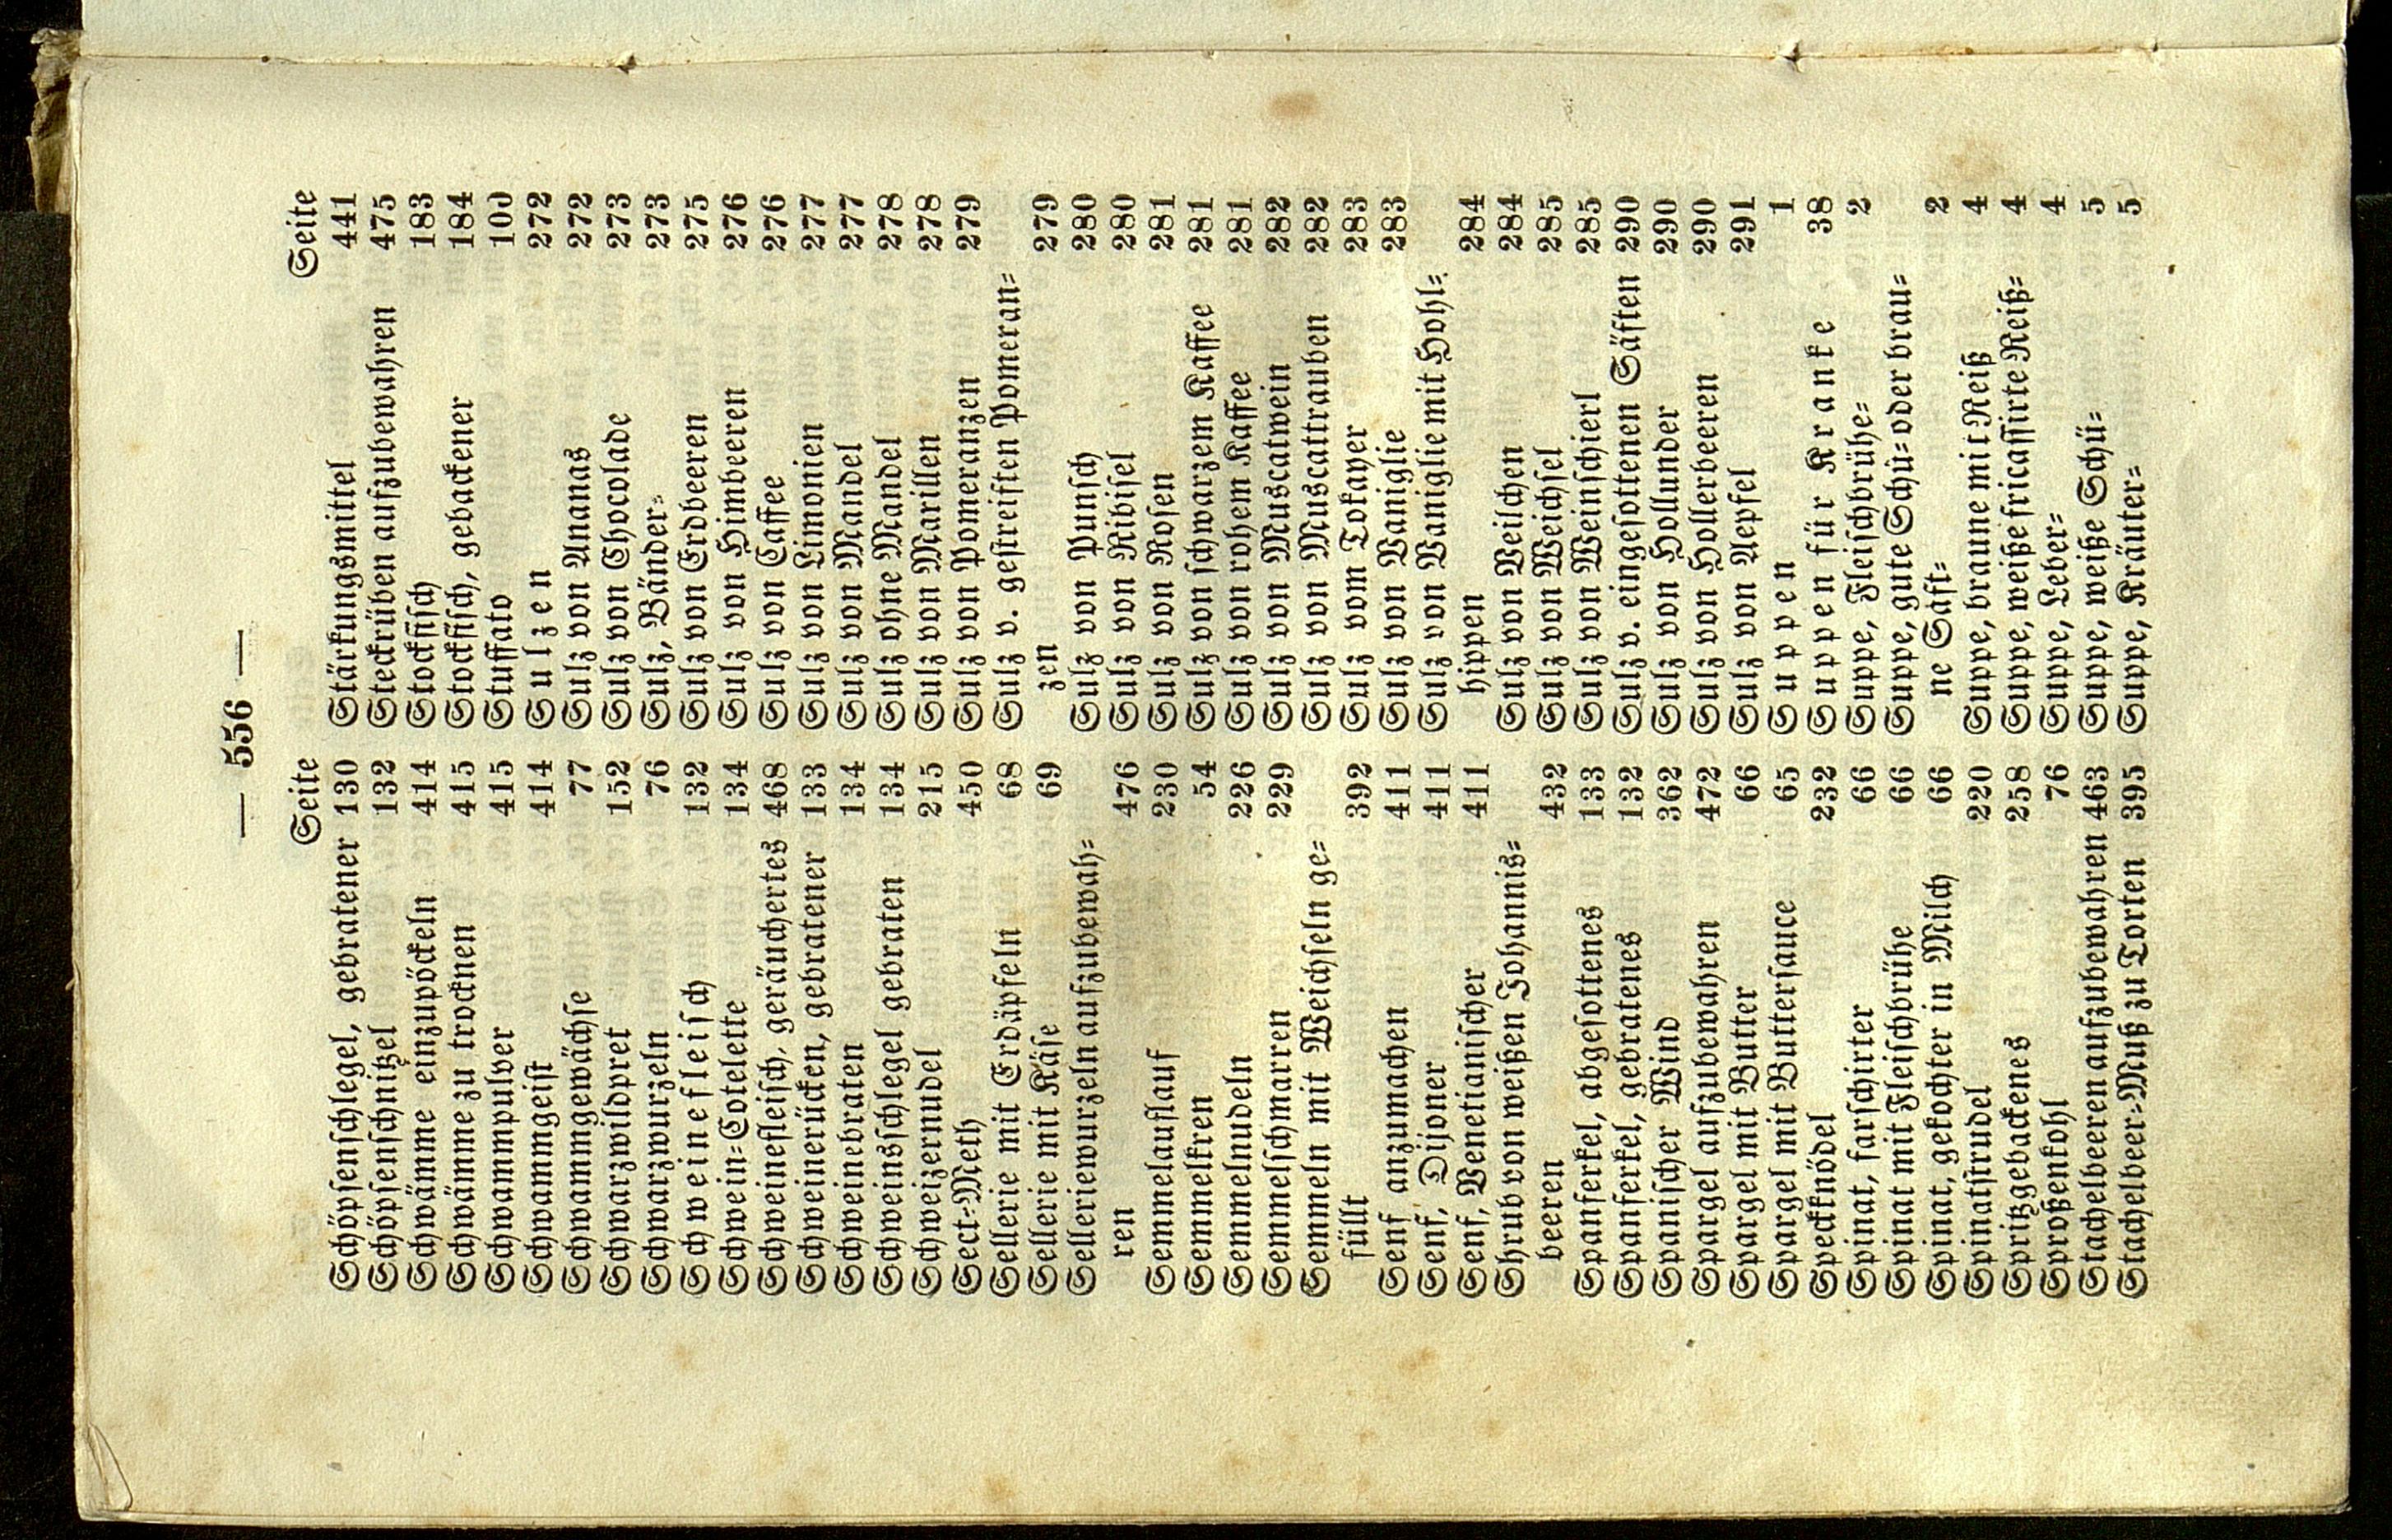 — 556 —
Seite
Schöpsenschlegel, gebratener 130
Schöpsenschnitzel 132
Schwämme einzupöckeln 414
Schwämme zu trocknen 415
Schwammpulver 415
Schwammgeist 414
Schwammgewächse 77
Schwarzwildpret 152
Schwarzwurzeln 76
Schweinefleisch 132
Schwein-Cotelette 134
Schweinefleisch, geräuchertes 468
Schweinerücken, gebratener 133
Schweinebraten 134
Schweinsschlegel gebraten 134
Schweizernudel 215
Sect-Meth 450
Sellerie mit Erdäpfeln 68
Sellerie mit Käse 69
Selleriewurzeln aufzubewah-
ren 476
Semmelauflauf 230
Semmelkren 54
Semmelnudeln 226
Semmelschmarren 229
Semmeln mit Weichseln ge-
füllt 392
Senf anzumachen 411
Senf, Dijoner 411
Senf, Venetianischer 411
Shrub von weißen Johannis-
beeren 432
Spanferkel, abgesottenes 133
Spanferkel, gebratenes 132
Spanischer Wind 362
Spargel aufzubewahren 472
Spargel mit Butter 66
Spargel mit Buttersauce 65
Speckknödel 232
Spinat, farschirter 66
Spinat mit Fleischbrühe 66
Spinat, gekochter in Milch 66
Spinatstrudel 220
Spritzgebackenes 258
Sproßenkohl 76
Stachelbeeren aufzubewahren 463
Stachelbeer-Muß zu Torten 395
Seite
Stärkungsmittel 441
Steckrüben aufzubewahren 475
Stockfisch 183
Stockfisch, gebackener 184
Stuffato 100
Sulzen 272
Sulz von Ananas 272
Sulz von Chocolade 273
Sulz, Bänder- 273
Sulz von Erdbeeren 275
Sulz von Himbeeren 276
Sulz von Caffee 276
Sulz von Limonien 277
Sulz von Mandel 277
Sulz ohne Mandel 278
Sulz von Marillen 278
Sulz von Pomeranzen 279
Sulz v. gestreiften Pomeran-
zen 279
Sulz von Punsch 280
Sulz von Ribisel 280
Sulz von Rosen 281
Sulz von schwarzem Kaffee 281
Sulz von rohem Kaffee 281
Sulz von Muscatwein 282
Sulz von Muscattrauben 282
Sulz vom Tokayer 283
Sulz von Vaniglie 283
Sulz von Vaniglie mit Hohl-
hippen 284
Sulz von Veilchen 284
Sulz von Weichsel 285
Sulz von Weinschierl 285
Sulz v. eingesottenen Säften 290
Sulz von Hollunder 290
Sulz von Hollerbeeren 290
Sulz von Aepfel 291
Suppen 1
Suppen für Kranke 38
Suppe, Fleischbrühe- 2
Suppe, gute Schü- oder brau-
ne Saft- 2
Suppe, braune mit Reiß 4
Suppe, weiße fricassirte Reiß- 4
Suppe, Leber- 4
Suppe, weiße Schü- 5
Suppe, Kräuter- 5